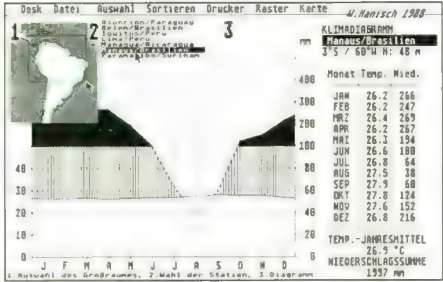 Desk Datei Auswahl Sortieren Drucker Raster Karte
W.Hanisch 1988
1 2 3
Asuncion/Paraguay
Belem/Brasilien
Iquitos/Peru
Lima/Peru
Managua/Nicaragua
Manaus/Brasilien
Paramaribo/Surinam
KLIMADIAGRAMM
Manaus/Brasilien
3°S / 60°W H: 48 m
Monat Temp. Nied.
JAN 26.2 266
FEB 26.2 247
MRZ 26.4 269
APR 26.2 267
MAI 26.3 194
JUN 26.6 100
JUL 26.8 64
AUG 27.5 38
SEP 27.9 60
OKT 27.8 124
NOV 27.6 152
DEZ 26.8 216
TEMP.-JAHRESMITTEL
26.9 °C
NIEDERSCHLAGSSUMME
1997 mm
mm
400
300
200
100
80
60
40
20
0
40
30
20
10
0
J F M A M J J A S O N D
1.Auswahl des Großraumes, 2.Wahl der Station, 3.Diagramm